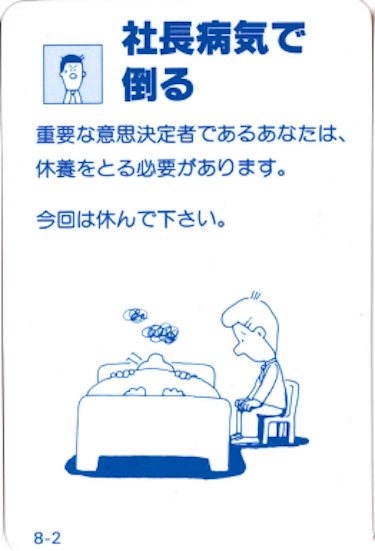 社長病気で
倒る
重要な意思決定者であるあなたは、
休養をとる必要があります。
今回は休んで下さい。
8-2